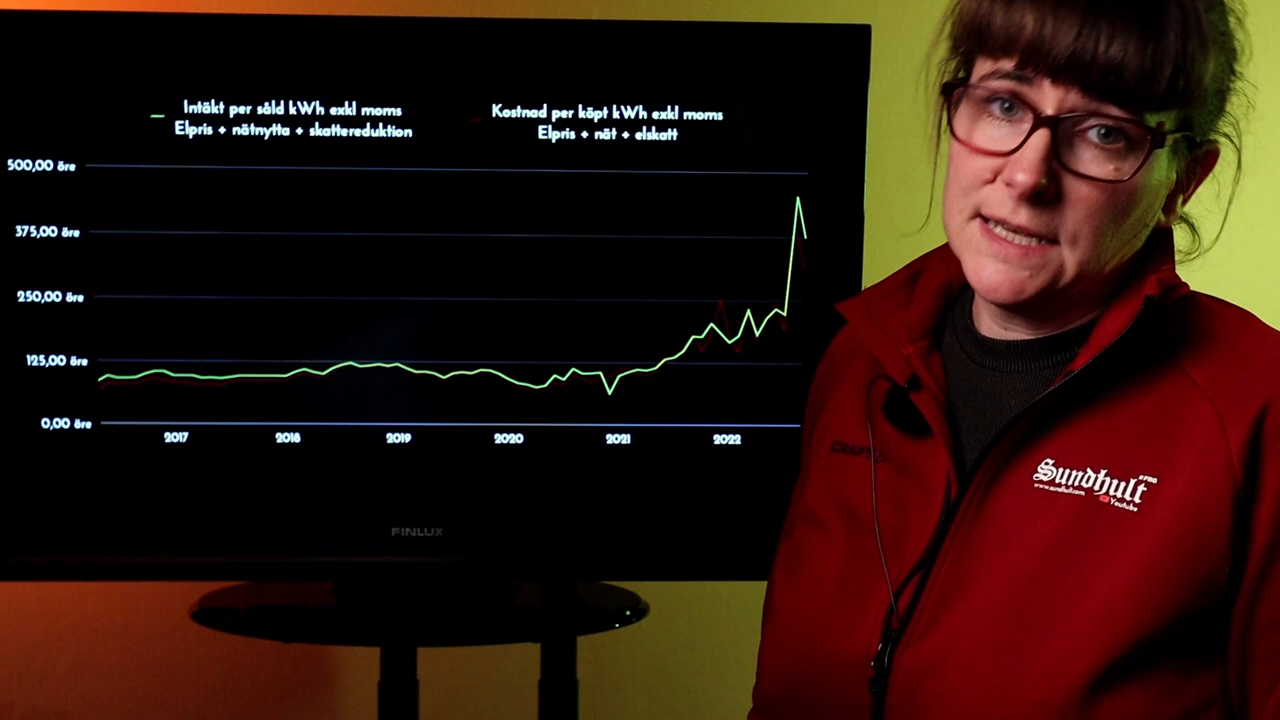 Intäkt per såld kWh exkl moms
Elpris + nätnytta + skattereduktion
Kostnad per köpt kWh exkl moms
Elpris + nät + elskatt
500,00 öre
375,00 öre
250,00 öre
125,00 öre
0,00 öre
2017
2018
2019
2020
2021
2022
FINLUX
CRAFT
Sundhult
www.sundhult.com
Youtube